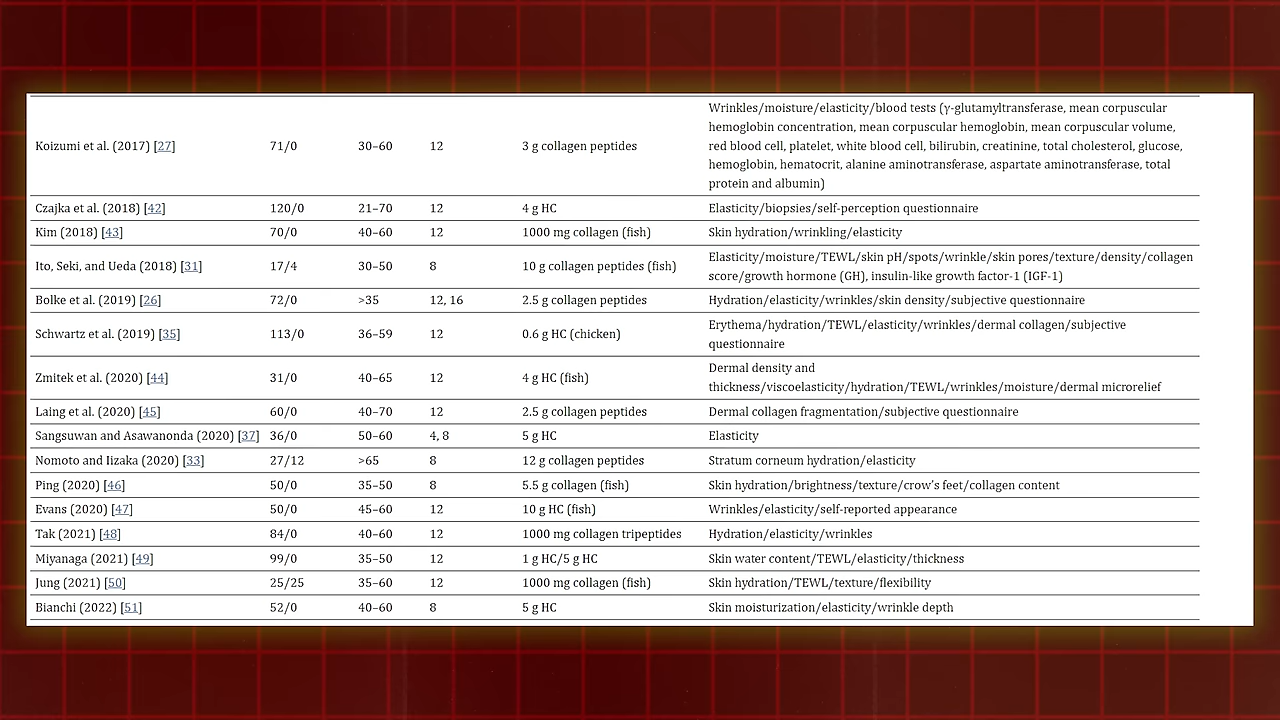 Wrinkles/moisture/elasticity/blood tests (γ-glutamyltransferase, mean corpuscular
hemoglobin concentration, mean corpuscular hemoglobin, mean corpuscular volume,
Koizumi et al. (2017) [27] 71/0 30–60 12 3 g collagen peptides red blood cell, platelet, white blood cell, bilirubin, creatinine, total cholesterol, glucose,
hemoglobin, hematocrit, alanine aminotransferase, aspartate aminotransferase, total
protein and albumin)
Czajka et al. (2018) [42] 120/0 21–70 12 4 g HC Elasticity/biopsies/self-perception questionnaire
Kim (2018) [43] 70/0 40–60 12 1000 mg collagen (fish) Skin hydration/wrinkling/elasticity
Ito, Seki, and Ueda (2018) [31] 17/4 30–50 8 10 g collagen peptides (fish) Elasticity/moisture/TEWL/skin pH/spots/wrinkle/skin pores/texture/density/collagen
score/growth hormone (GH), insulin-like growth factor-1 (IGF-1)
Bolke et al. (2019) [26] 72/0 >35 12, 16 2.5 g collagen peptides Hydration/elasticity/wrinkles/skin density/subjective questionnaire
Schwartz et al. (2019) [35] 113/0 36–59 12 0.6 g HC (chicken) Erythema/hydration/TEWL/elasticity/wrinkles/dermal collagen/subjective
questionnaire
Zmitek et al. (2020) [44] 31/0 40–65 12 4 g HC (fish) Dermal density and
thickness/viscoelasticity/hydration/TEWL/wrinkles/moisture/dermal microrelief
Laing et al. (2020) [45] 60/0 40–70 12 2.5 g collagen peptides Dermal collagen fragmentation/subjective questionnaire
Sangsuwan and Asawanonda (2020) [37] 36/0 50–60 4, 8 5 g HC Elasticity
Nomoto and Iizaka (2020) [33] 27/12 >65 8 12 g collagen peptides Stratum corneum hydration/elasticity
Ping (2020) [46] 50/0 35–50 8 5.5 g collagen (fish) Skin hydration/brightness/texture/crow's feet/collagen content
Evans (2020) [47] 50/0 45–60 12 10 g HC (fish) Wrinkles/elasticity/self-reported appearance
Tak (2021) [48] 84/0 40–60 12 1000 mg collagen tripeptides Hydration/elasticity/wrinkles
Miyanaga (2021) [49] 99/0 35–50 12 1 g HC/5 g HC Skin water content/TEWL/elasticity/thickness
Jung (2021) [50] 25/25 35–60 12 1000 mg collagen (fish) Skin hydration/TEWL/texture/flexibility
Bianchi (2022) [51] 52/0 40–60 8 5 g HC Skin moisturization/elasticity/wrinkle depth